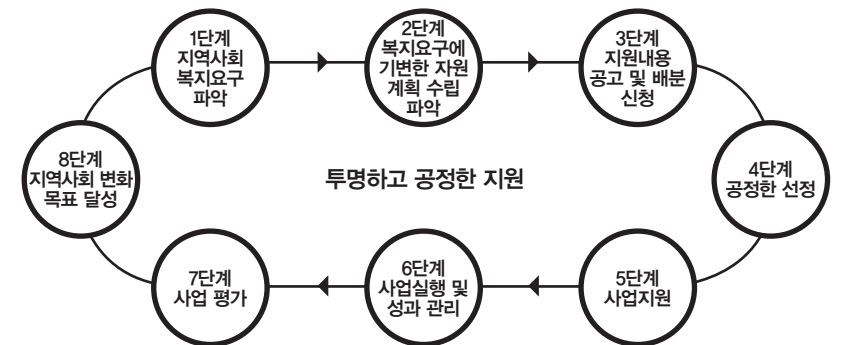 1단계
지역사회
복지요구
파악
2단계
복지요구에
기변한 자원
계획 수립
파악
3단계
지원내용
공고 및 배분
신청
4단계
공정한 선정
5단계
사업지원
6단계
사업실행 및
성과 관리
7단계
사업 평가
8단계
지역사회 변화
목표 달성
투명하고 공정한 지원